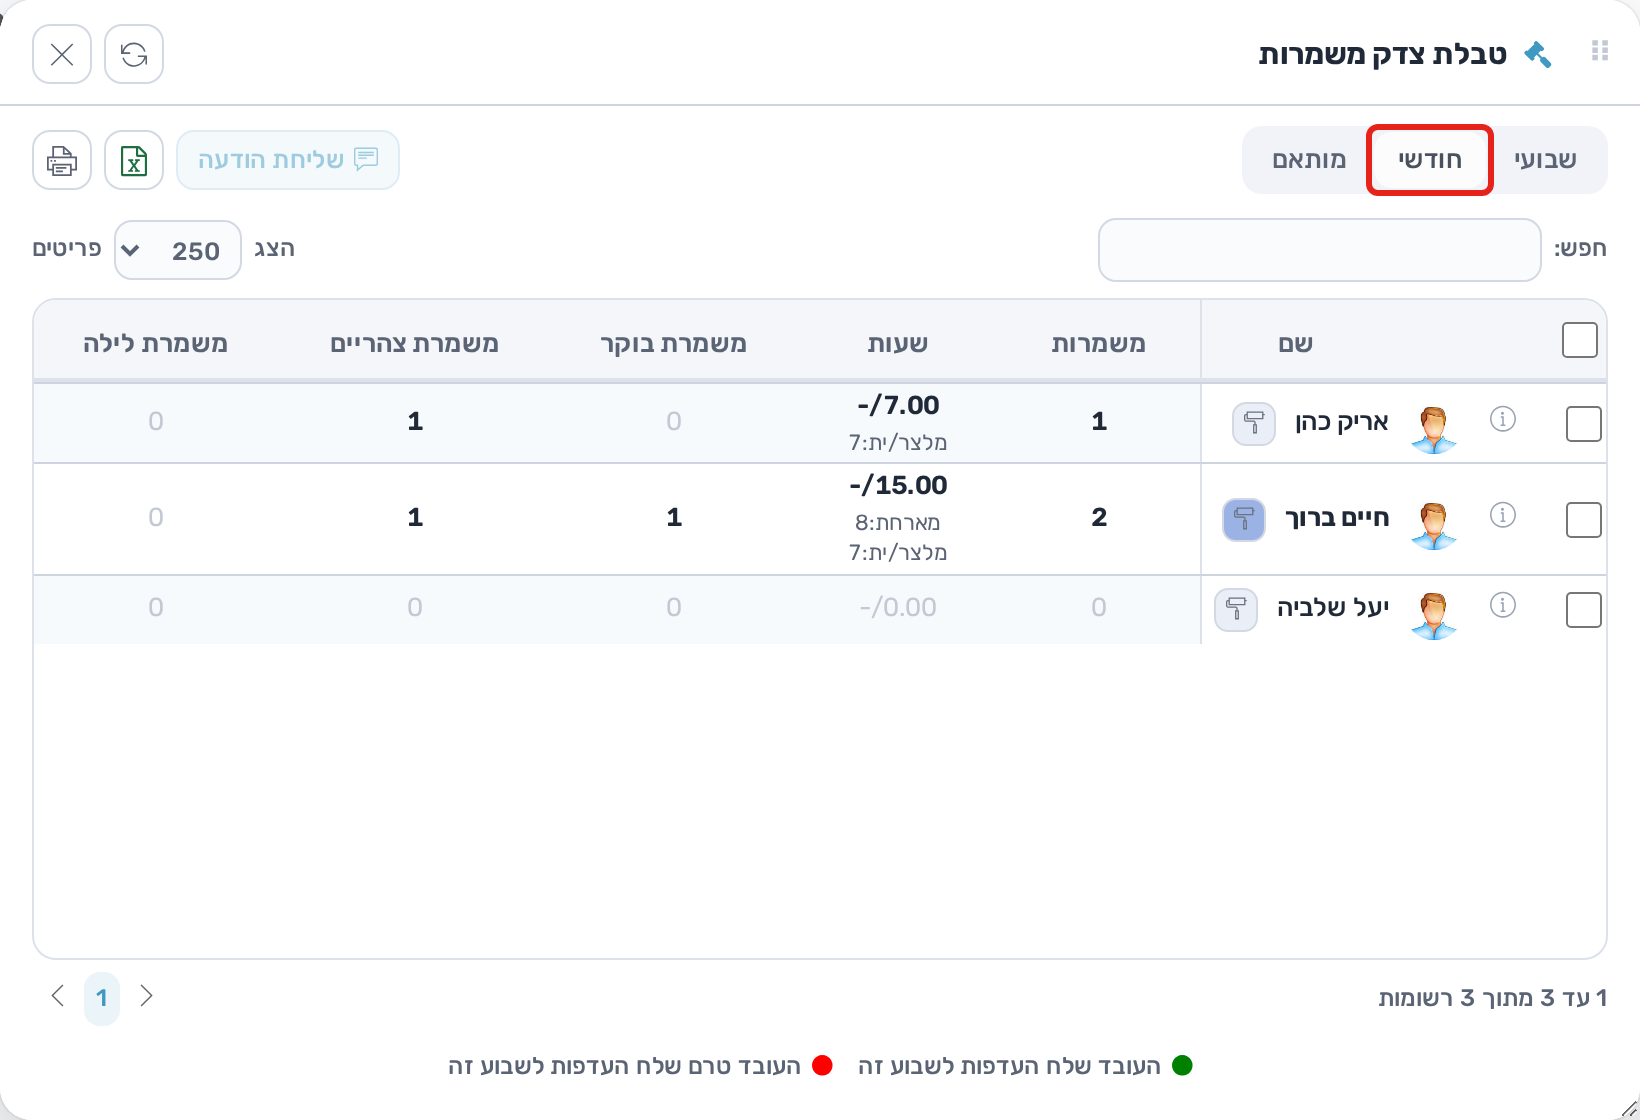 טבלת צדק משמרות
שבועי חודשי מותאם שליחת הודעה
חפש: הצג 250 פריטים
שם משמרות שעות משמרת בוקר משמרת צהריים משמרת לילה
אריק כהן 1 7.00/- 0 1 0
מלצר/ית:7
חיים ברוך 2 15.00/- 1 1 0
מארחת:8
מלצר/ית:7
יעל שלביה 0 0.00/- 0 0 0
1 עד 3 מתוך 3 רשומות 1
העובד שלח העדפות לשבוע זה העובד טרם שלח העדפות לשבוע זה